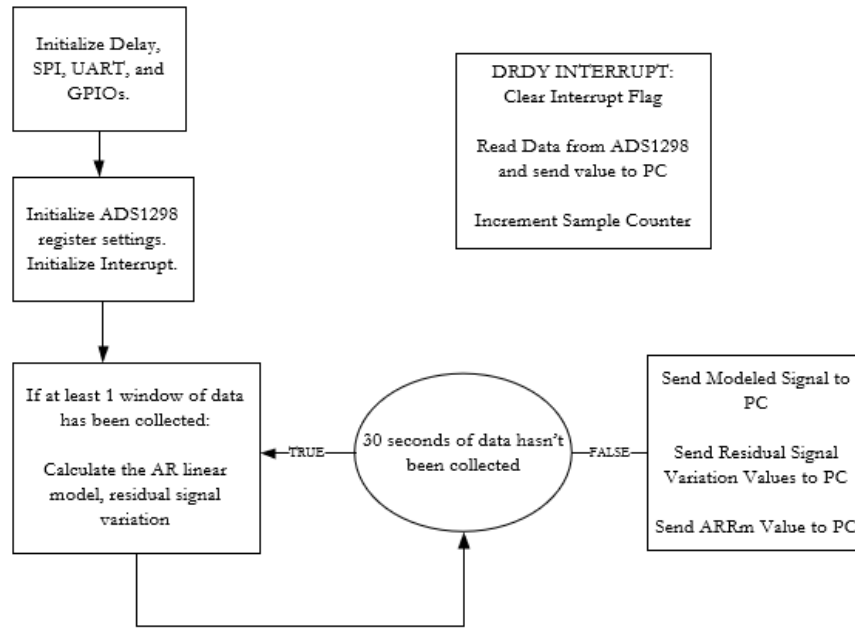 Initialize Delay,
SPI, UART, and
GPIOs.
DRDY INTERRUPT:
Clear Interrupt Flag
Read Data from ADS1298
and send value to PC
Increment Sample Counter
Initialize ADS1298
register settings.
Initialize Interrupt.
If at least 1 window of data
has been collected:
Calculate the AR linear
model, residual signal
variation
TRUE
30 seconds of data hasn't
been collected
FALSE
Send Modeled Signal to
PC
Send Residual Signal
Variation Values to PC
Send ARRm Value to PC